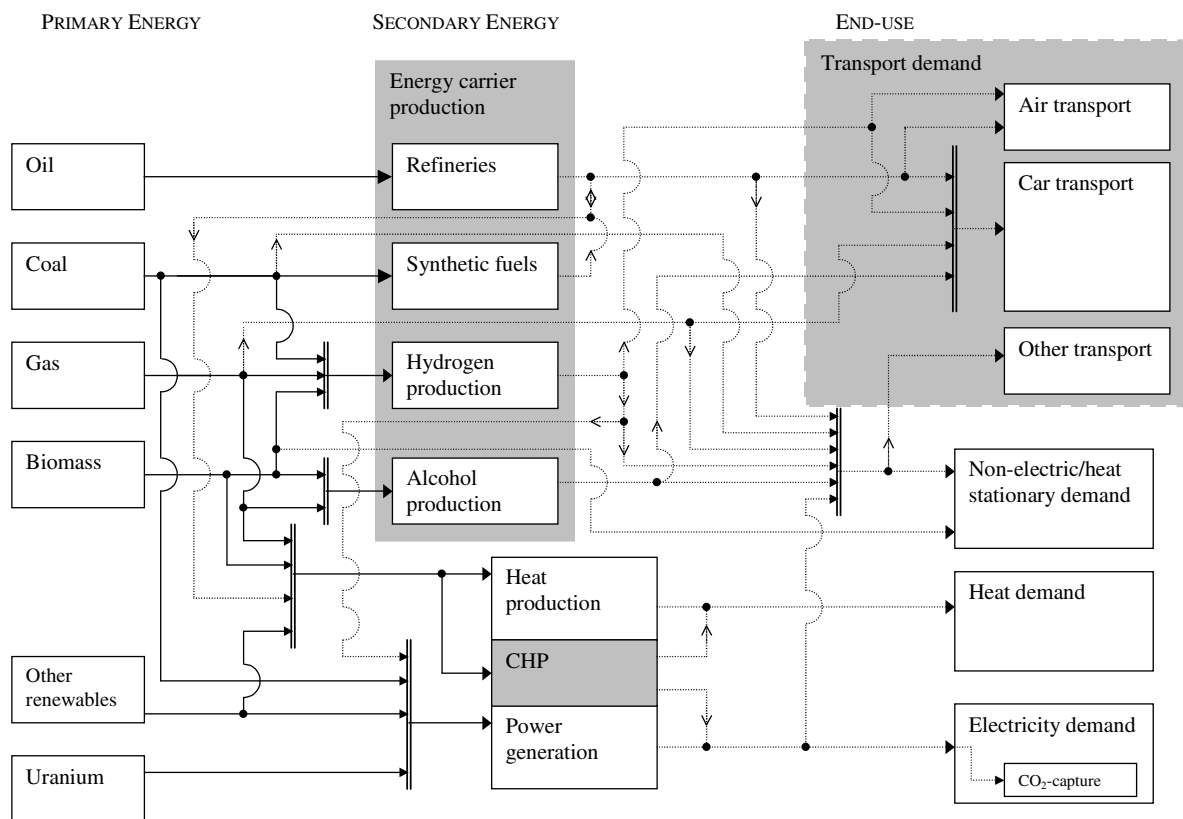 PRIMARY ENERGY
SECONDARY ENERGY
END-USE
Energy carrier
production
Transport demand
Air transport
Oil
Refineries
Car transport
Coal
Synthetic fuels
Gas
Hydrogen
production
Other transport
Biomass
Alcohol
production
Non-electric/heat
stationary demand
Heat
production
Heat demand
CHP
Other
renewables
Power
generation
Electricity demand
Uranium
CO₂-capture